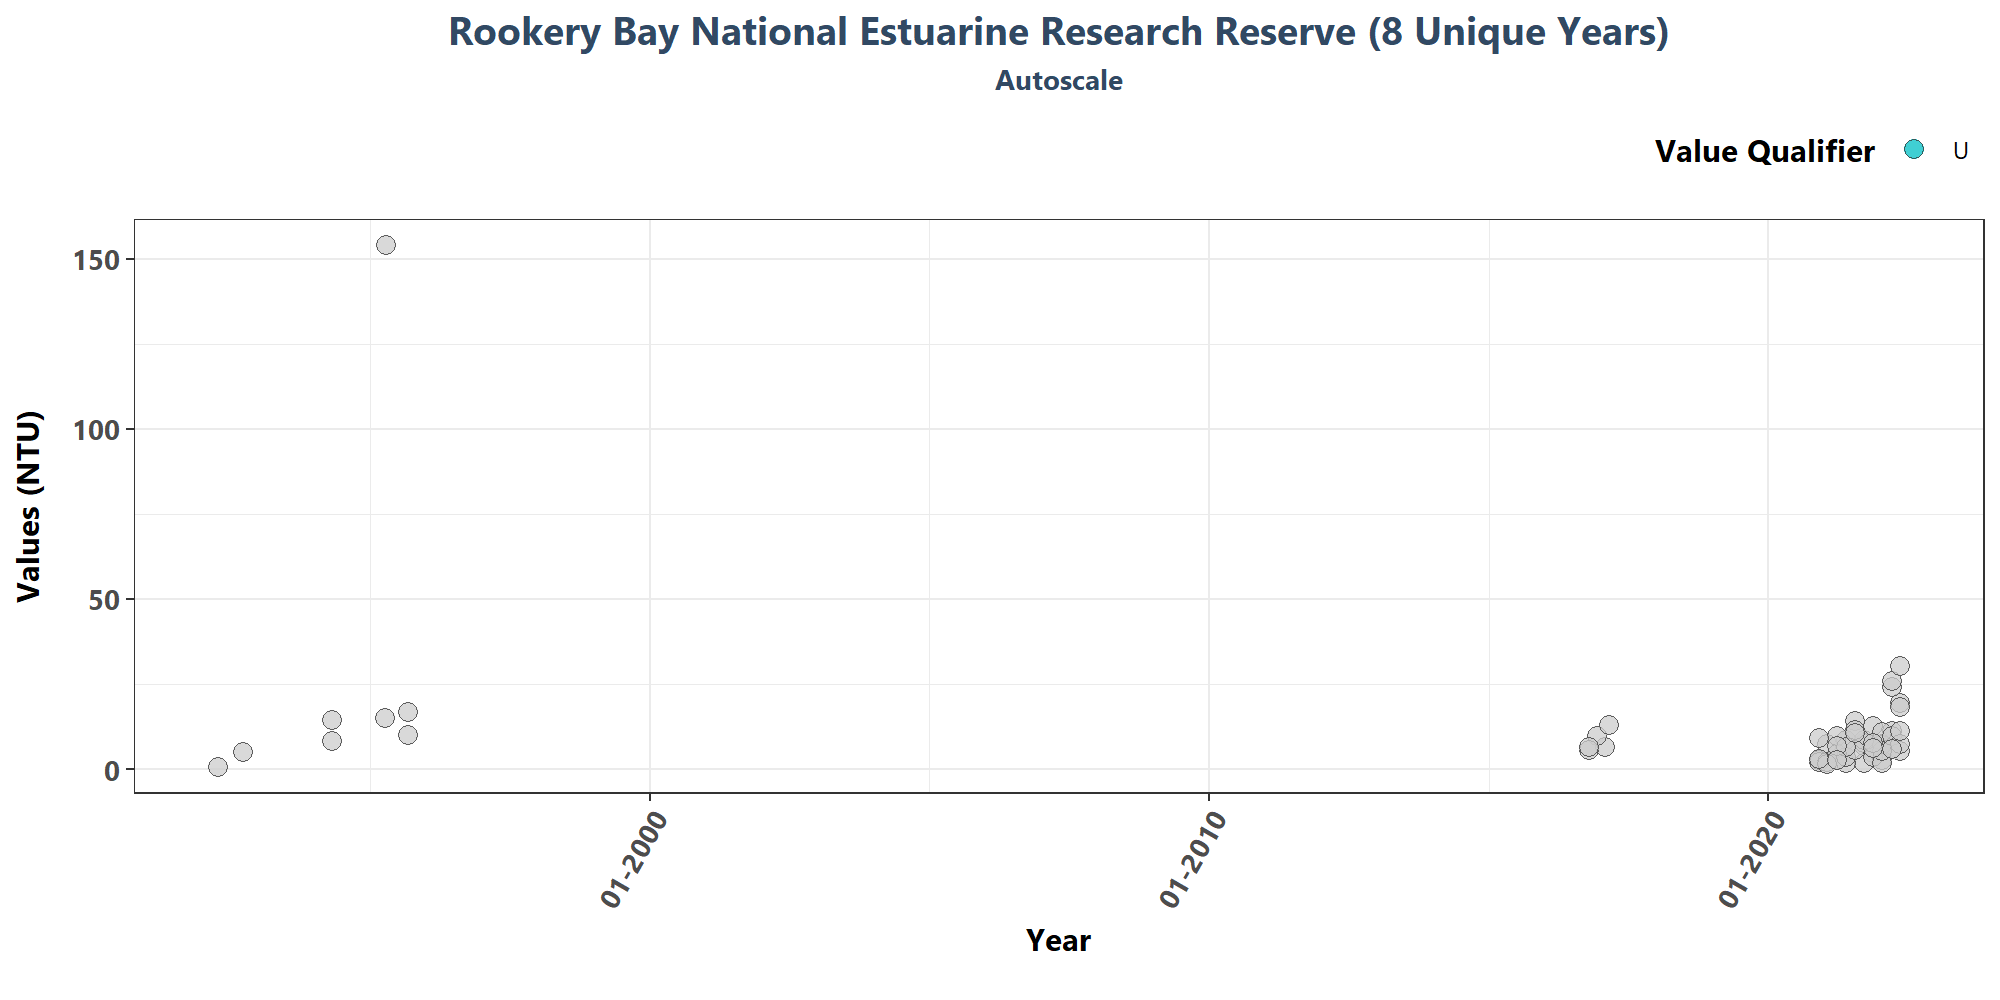 Rookery Bay National Estuarine Research Reserve (8 Unique Years)
Autoscale
Value Qualifier U
Values (NTU)
150
100
50
0
01-2000
01-2010
01-2020
Year